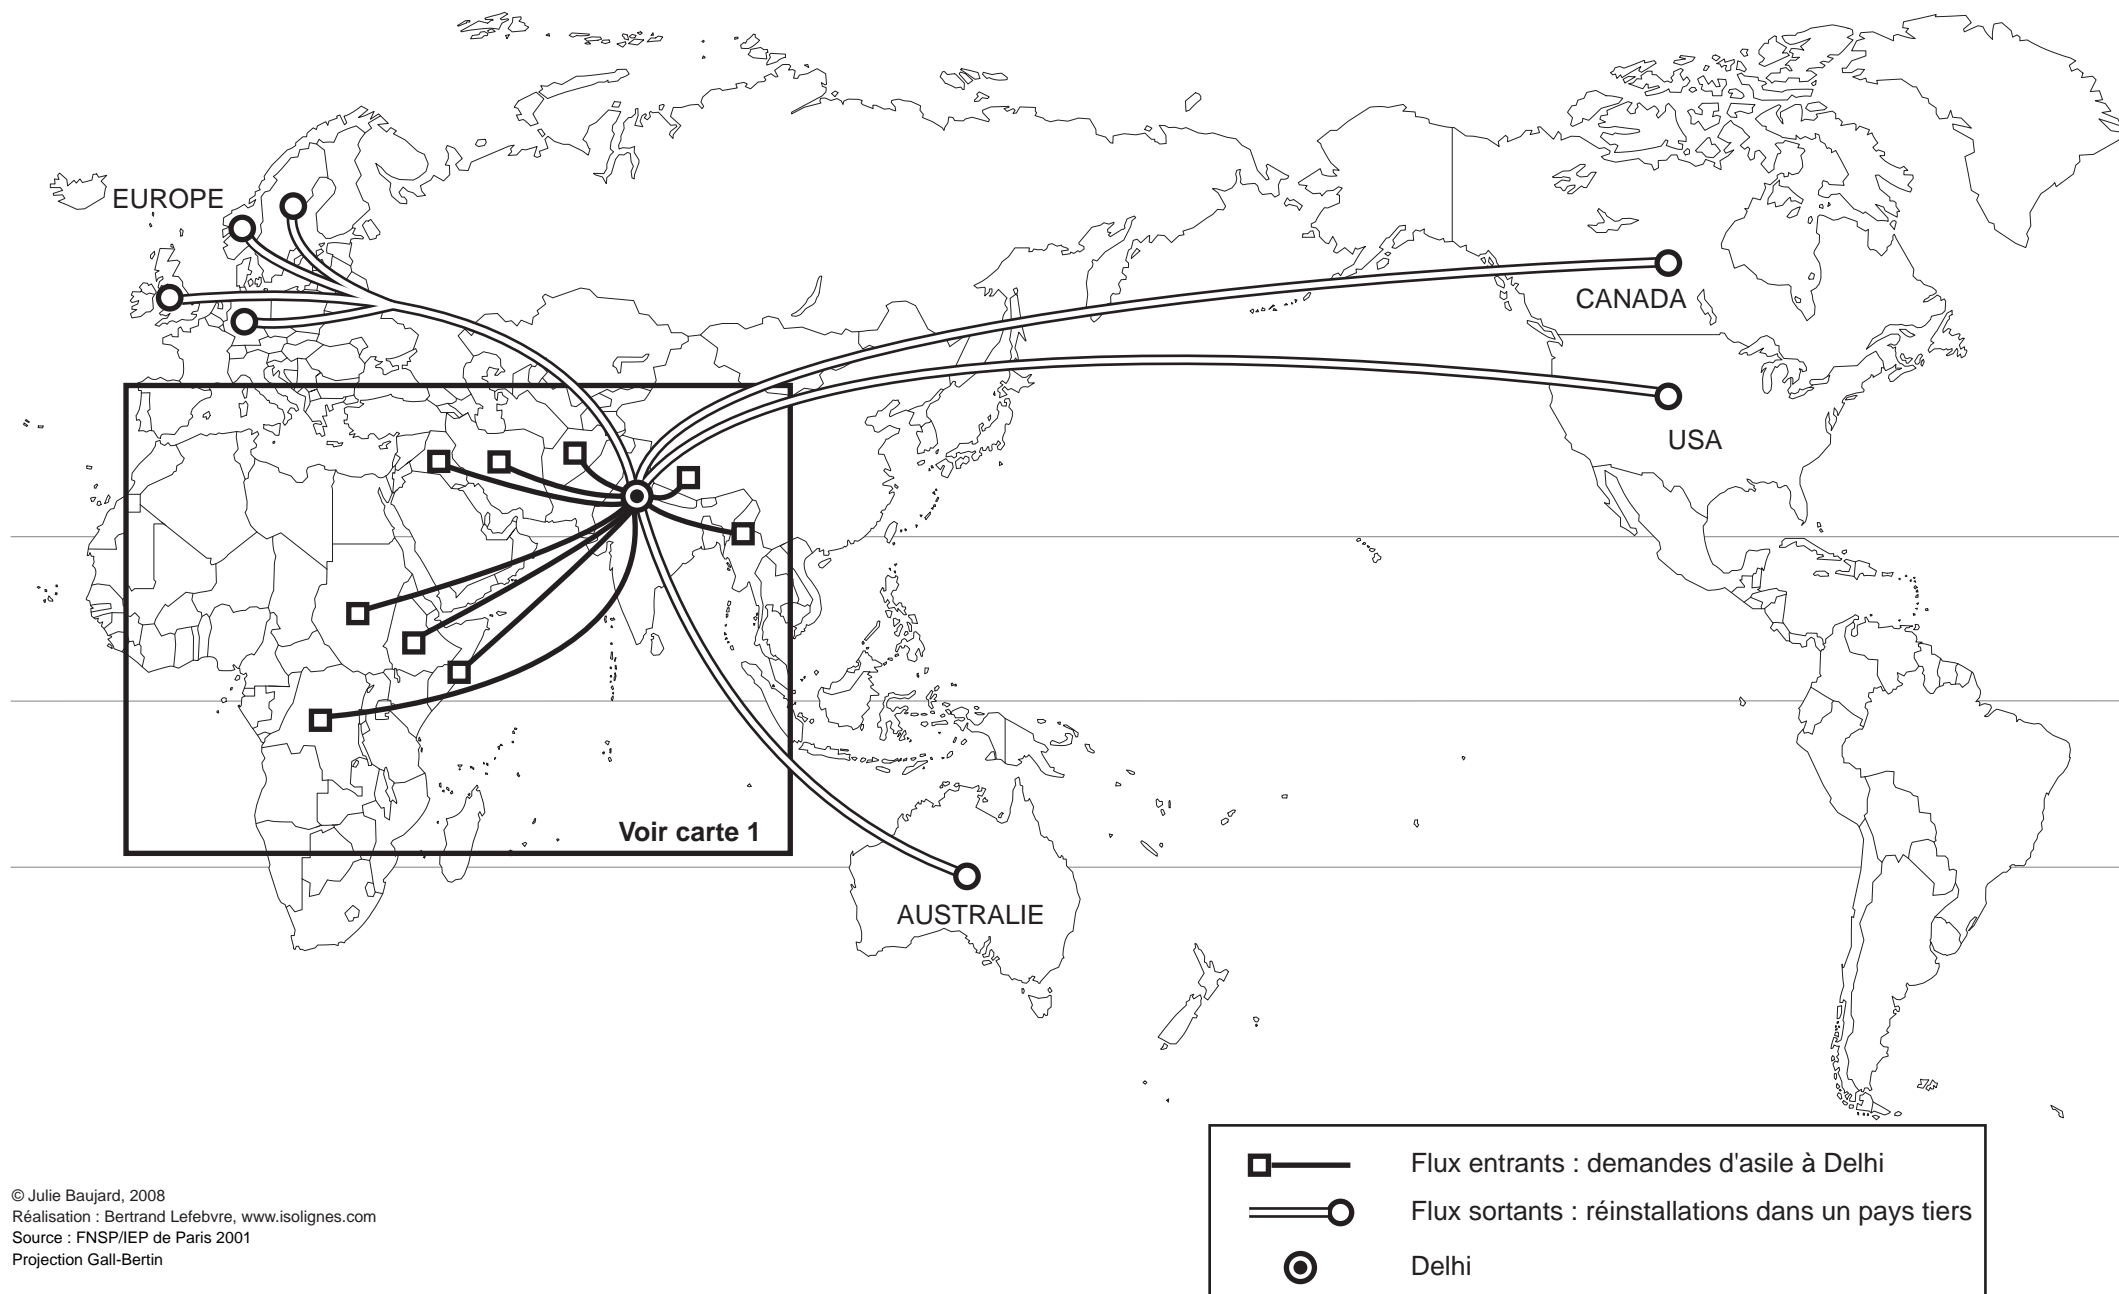 EUROPE
CANADA
USA
Voir carte 1
AUSTRALIE
Flux entrants : demandes d'asile à Delhi
Flux sortants : réinstallations dans un pays tiers
Delhi
© Julie Baujard, 2008
Réalisation : Bertrand Lefebvre, www.isolignes.com
Source : FNSP/IEP de Paris 2001
Projection Gall-Bertin